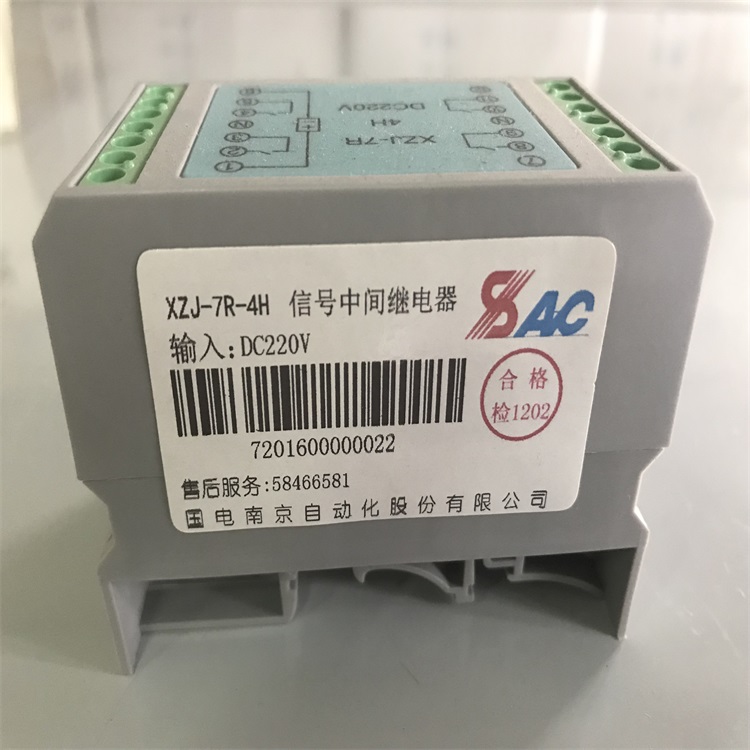 XZJ-7R
4H
DC220V
XZJ-7R-4H 信号中间继电器
SAC
输入:DC220V
合格
检1202
7201600000022
售后服务:58466581
国电南京自动化股份有限公司